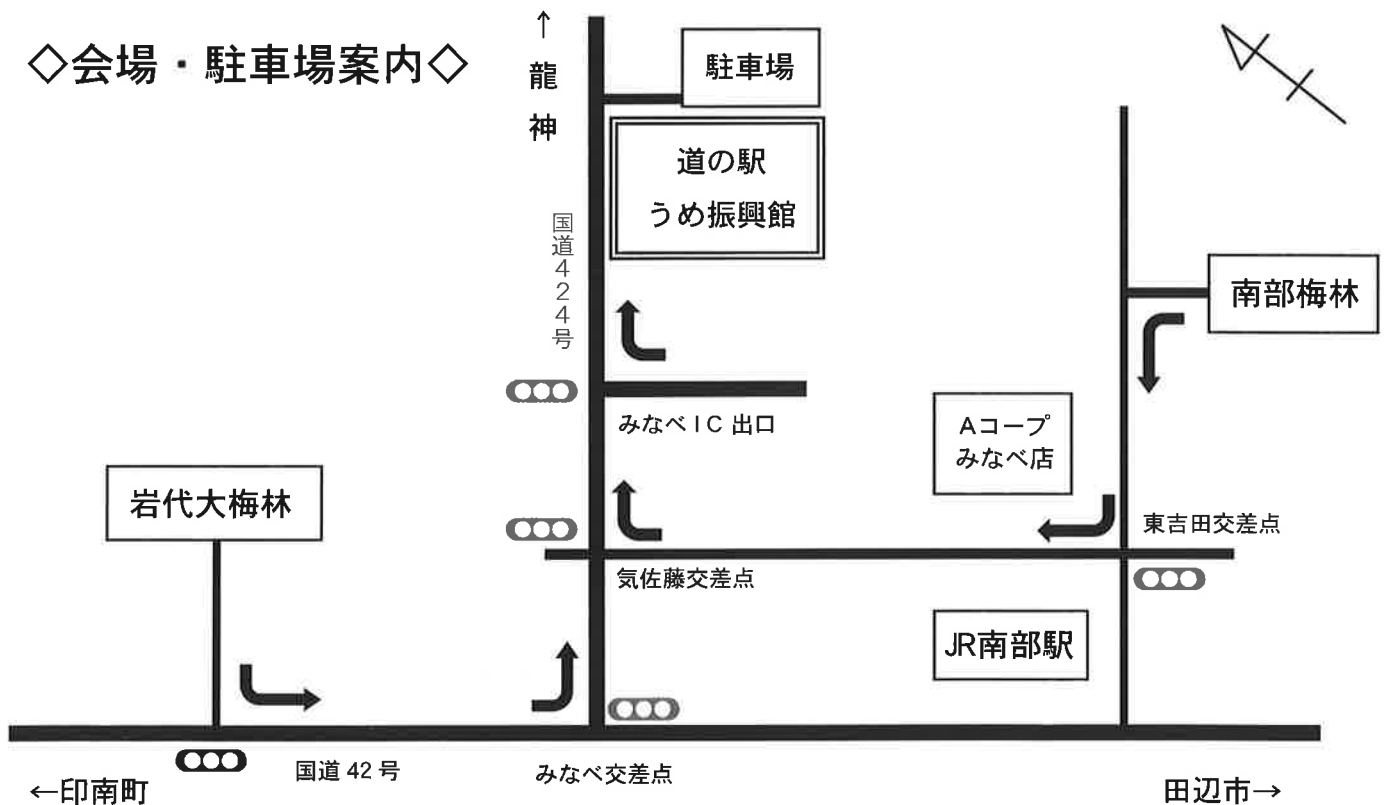 ◇会場・駐車場案内◇
↑龍神
駐車場
道の駅
うめ振興館
国道424号
南部梅林
みなべIC 出口
Aコープ
みなべ店
岩代大梅林
東吉田交差点
気佐藤交差点
JR南部駅
国道 42 号
みなべ交差点
←印南町
田辺市→